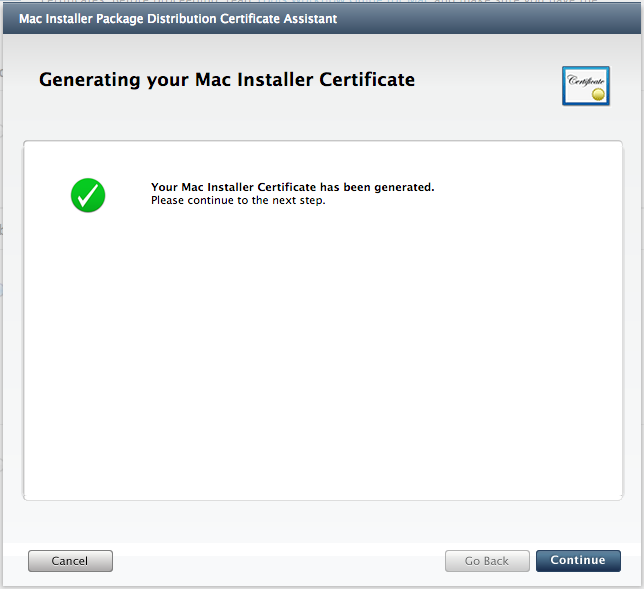 Mac Installer Package Distribution Certificate Assistant
Generating your Mac Installer Certificate
Certificate
Your Mac Installer Certificate has been generated.
Please continue to the next step.
Cancel
Go Back
Continue